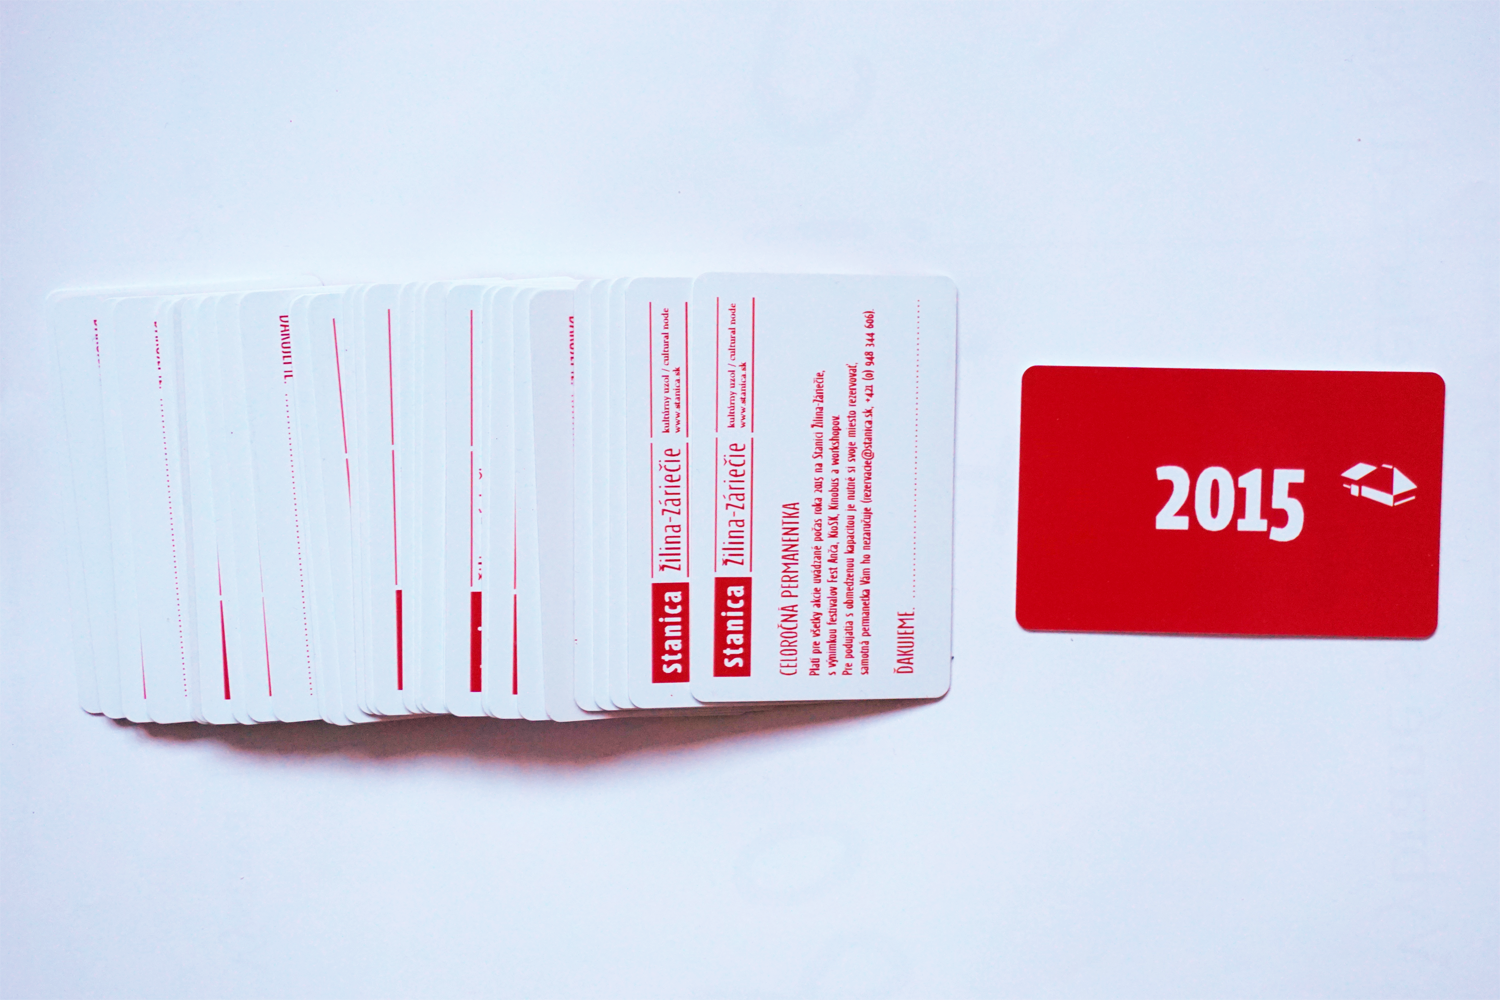 Stanica
Žilina-Záriečie
kultúrny uzol / cultural node
www.stanica.sk
Stanica
Žilina-Záriečie
kultúrny uzol / cultural node
www.stanica.sk
CELOROČNÁ PERMANENTKA
Platí pre všetky akcie uvádzané počas roka 2015 na Stanici Žilina-Záriečie,
s výnimkou festivalov Fest Anča, KioSK, Kinobus a workshopov.
Pre podujatia s obmedzenou kapacitou je nutné si svoje miesto rezervovať,
samotná permanetka Vám ho nezaručuje (rezervacie@stanica.sk, +421 (0) 948 344 606).
ĎAKUJEME.
2015